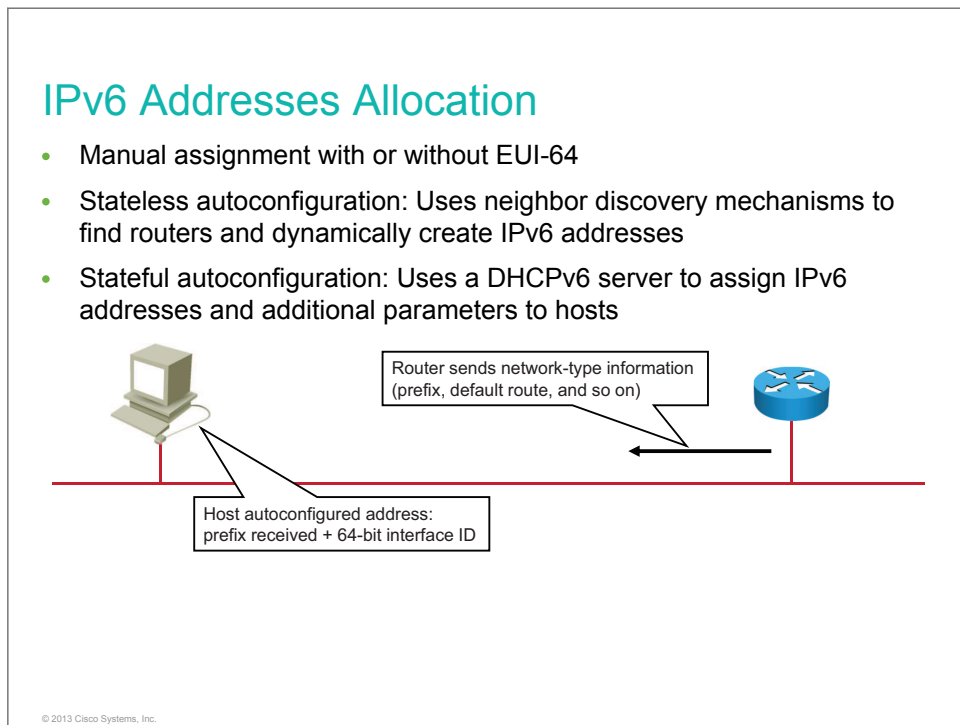 IPv6 Addresses Allocation
• Manual assignment with or without EUI-64
• Stateless autoconfiguration: Uses neighbor discovery mechanisms to
find routers and dynamically create IPv6 addresses
• Stateful autoconfiguration: Uses a DHCPv6 server to assign IPv6
addresses and additional parameters to hosts
Router sends network-type information
(prefix, default route, and so on)
Host autoconfigured address:
prefix received + 64-bit interface ID
© 2013 Cisco Systems, Inc.